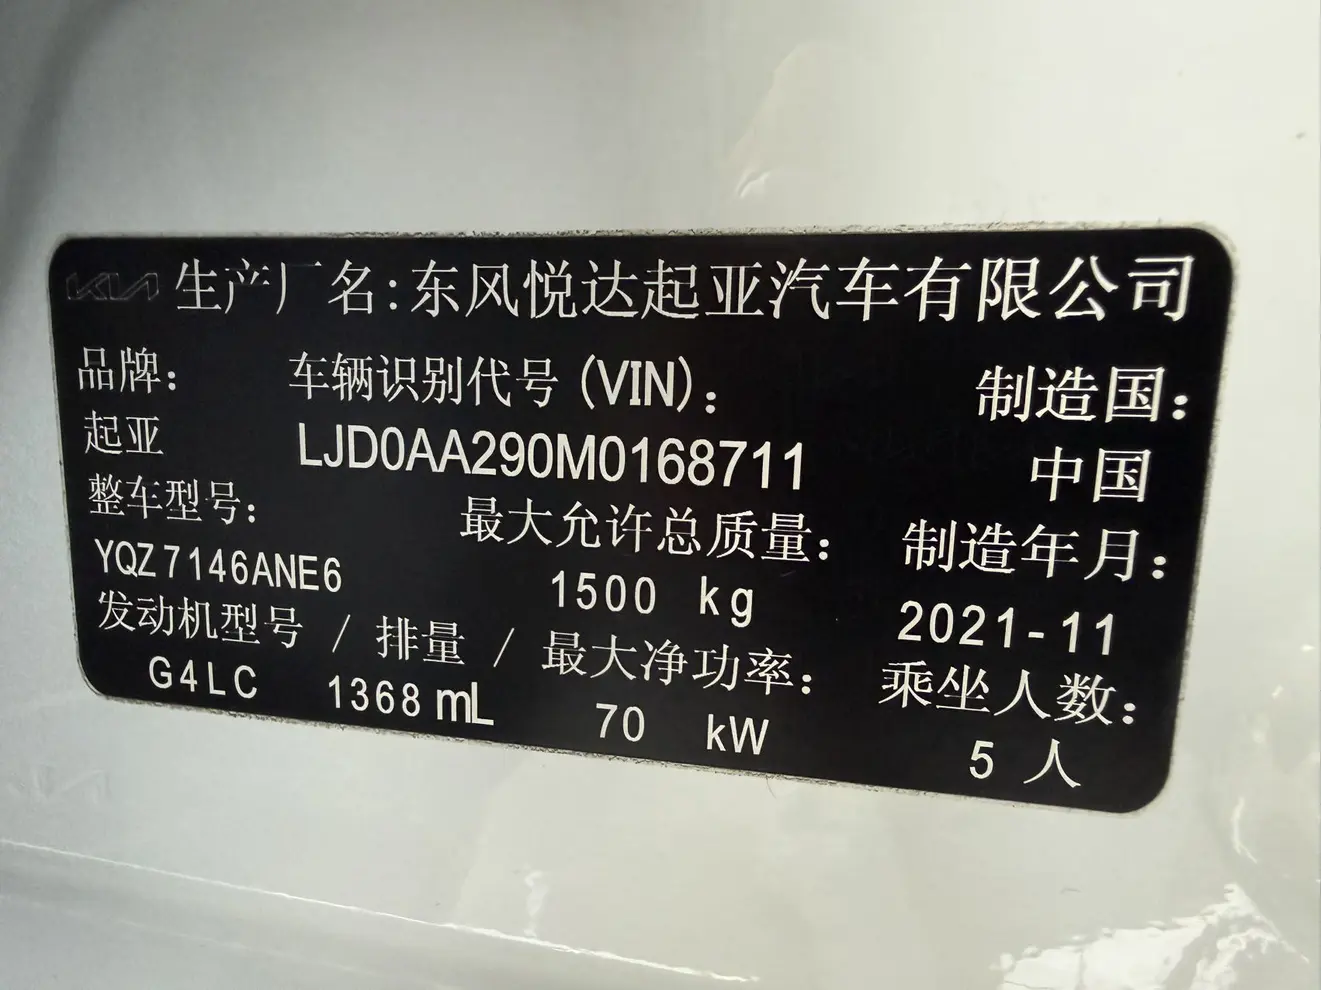 KIA 生产厂名:东风悦达起亚汽车有限公司
品牌: 车辆识别代号(VIN): 制造国:
起亚 LJD0AA290M0168711 中国
整车型号: 最大允许总质量: 制造年月:
YQZ7146ANE6 1500 kg 2021-11
发动机型号 / 排量 / 最大净功率: 乘坐人数:
G4LC 1368 mL 70 kW 5 人